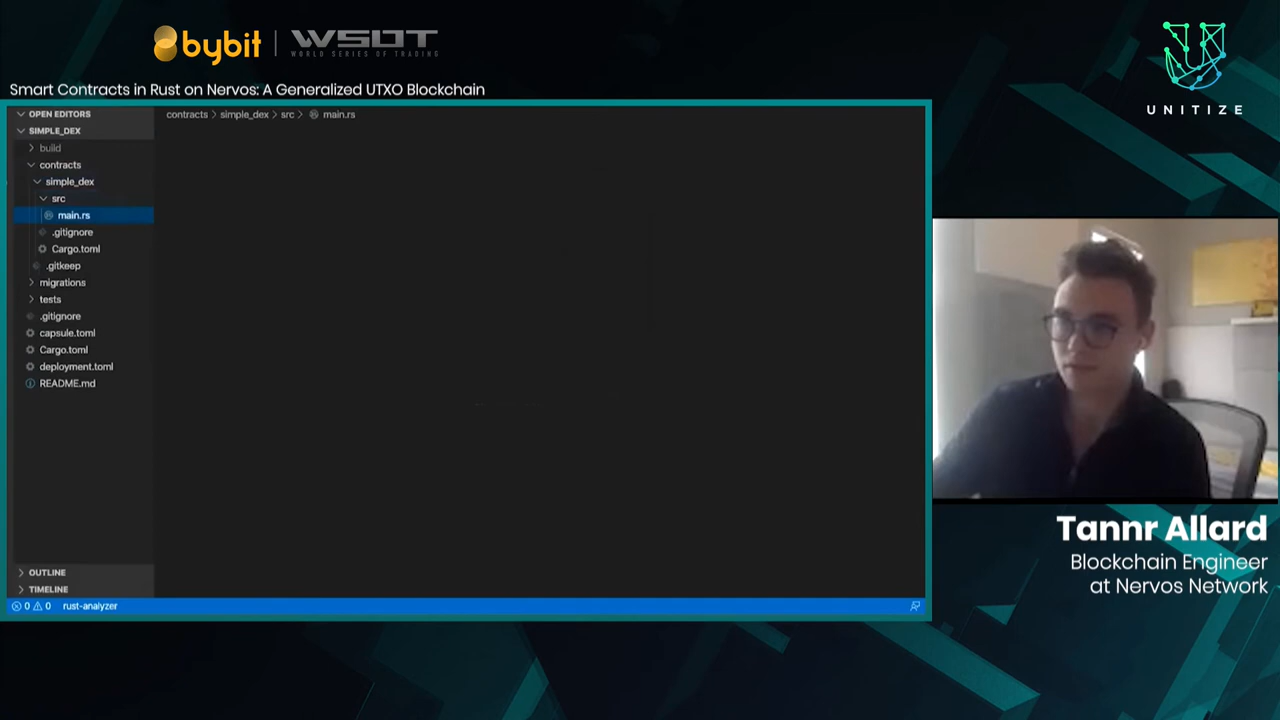 bybit | WSOT
WORLD SERIES OF TRADING
UNITIZE
Smart Contracts in Rust on Nervos: A Generalized UTXO Blockchain
OPEN EDITORS
SIMPLE_DEX
build
contracts
simple_dex
src
main.rs
.gitignore
Cargo.toml
.gitkeep
migrations
tests
.gitignore
capsule.toml
Cargo.toml
deployment.toml
README.md
OUTLINE
TIMELINE
contracts > simple_dex > src > main.rs
0 0 rust-analyzer
Tannr Allard
Blockchain Engineer
at Nervos Network